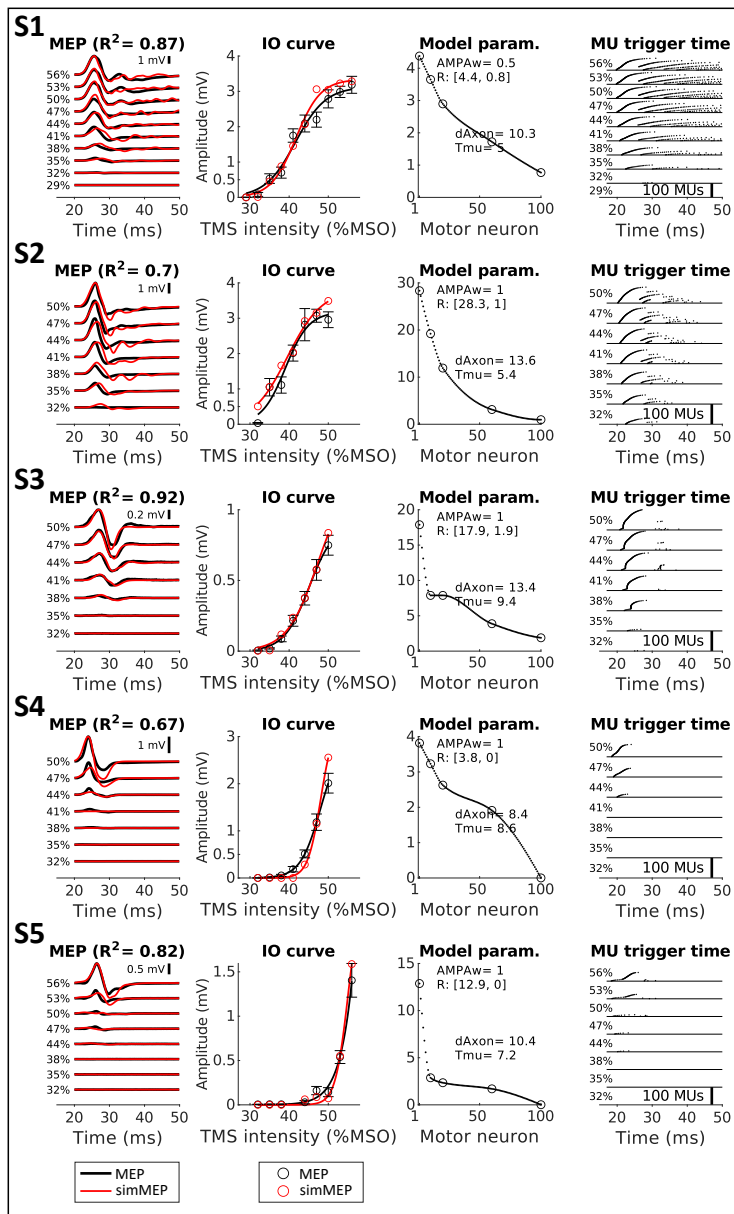 S1
MEP (R²= 0.87)
IO curve
Model param.
MU trigger time
1 mV
56%
53%
50%
47%
44%
41%
38%
35%
32%
29%
20 30 40 50
Time (ms)
Amplitude (mV)
4
3
2
1
0.5
0
30 40 50
TMS intensity (%MSO)
AMPAw= 0.5
R: [4.4, 0.8]
dAxon= 10.3
Tmu= 5
4
3
2
1
0
1 50 100
Motor neuron
56%
53%
50%
47%
44%
41%
38%
35%
32%
29%
100 MUs
20 30 40 50
Time (ms)
S2
MEP (R²= 0.7)
IO curve
Model param.
MU trigger time
1 mV
50%
47%
44%
41%
38%
35%
32%
20 30 40 50
Time (ms)
Amplitude (mV)
4
3
2
1
0.5
0
30 40 50
TMS intensity (%MSO)
AMPAw= 1
R: [28.3, 1]
dAxon= 13.6
Tmu= 5.4
30
20
10
0
1 50 100
Motor neuron
50%
47%
44%
41%
38%
35%
32%
100 MUs
20 30 40 50
Time (ms)
S3
MEP (R²= 0.92)
IO curve
Model param.
MU trigger time
0.2 mV
50%
47%
44%
41%
38%
35%
32%
20 30 40 50
Time (ms)
Amplitude (mV)
1
0.5
0
30 40 50
TMS intensity (%MSO)
AMPAw= 1
R: [17.9, 1.9]
dAxon= 13.4
Tmu= 9.4
20
15
10
5
0
1 50 100
Motor neuron
50%
47%
44%
41%
38%
35%
32%
100 MUs
20 30 40 50
Time (ms)
S4
MEP (R²= 0.67)
IO curve
Model param.
MU trigger time
1 mV
50%
47%
44%
41%
38%
35%
32%
20 30 40 50
Time (ms)
Amplitude (mV)
3
2
1
0.5
0
30 40 50
TMS intensity (%MSO)
AMPAw= 1
R: [3.8, 0]
dAxon= 8.4
Tmu= 8.6
4
3
2
1
0
1 50 100
Motor neuron
50%
47%
44%
41%
38%
35%
32%
100 MUs
20 30 40 50
Time (ms)
S5
MEP (R²= 0.82)
IO curve
Model param.
MU trigger time
0.5 mV
56%
53%
50%
47%
44%
38%
35%
32%
20 30 40 50
Time (ms)
Amplitude (mV)
1.5
1
0.5
0
30 40 50
TMS intensity (%MSO)
AMPAw= 1
R: [12.9, 0]
dAxon= 10.4
Tmu= 7.2
15
10
5
0
1 50 100
Motor neuron
56%
53%
50%
47%
44%
38%
35%
32%
100 MUs
20 30 40 50
Time (ms)
MEP
simMEP
MEP
simMEP